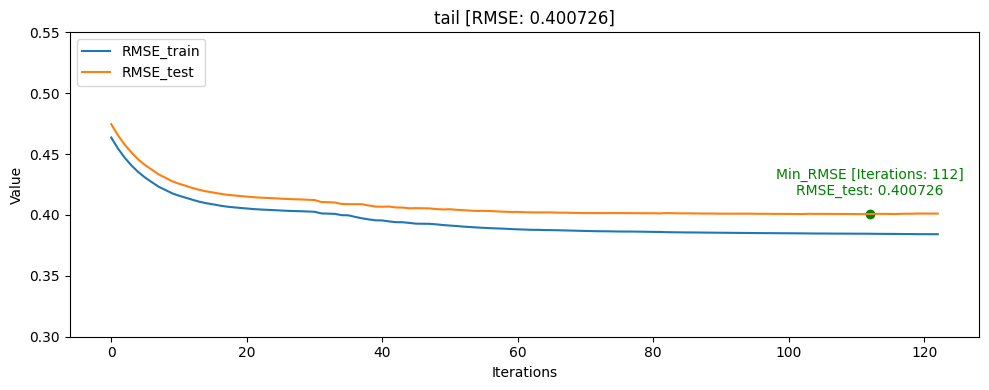 tail [RMSE: 0.400726]
0.55
0.50
0.45
0.40
0.35
0.30
Value
RMSE_train
RMSE_test
Min_RMSE [Iterations: 112]
RMSE_test: 0.400726
0
20
40
60
80
100
120
Iterations